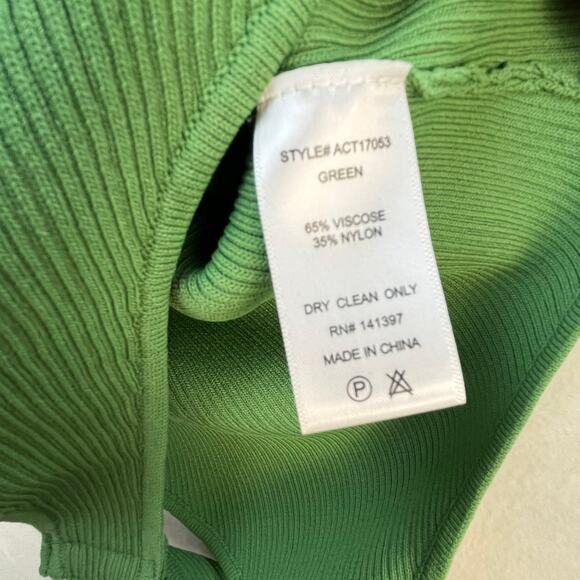 STYLE# ACT17053
GREEN
65% VISCOSE
35% NYLON
DRY CLEAN ONLY
RN# 141397
MADE IN CHINA
P